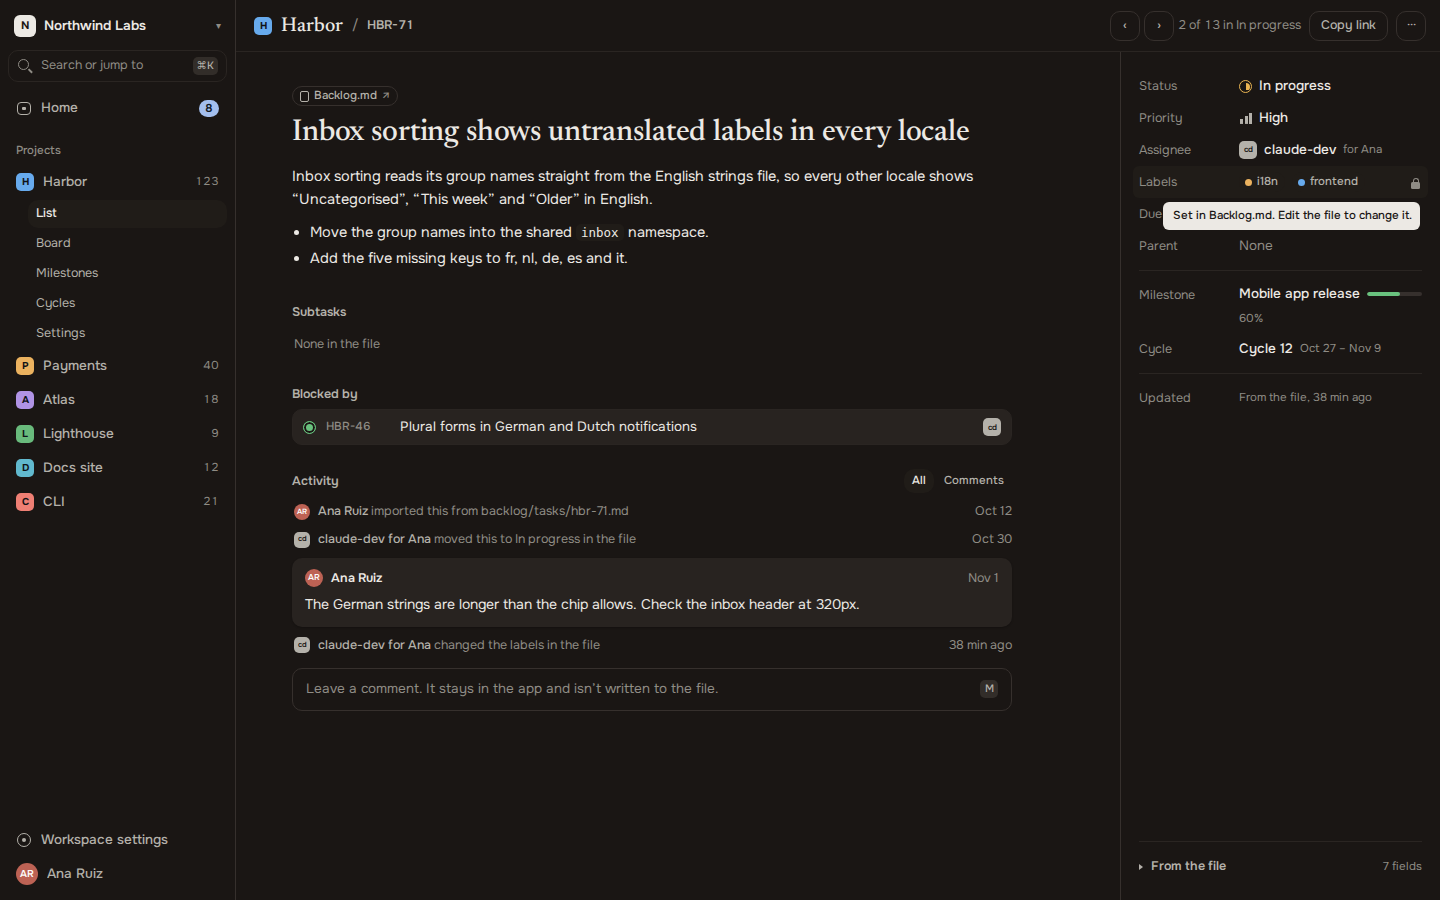 N Northwind Labs ▾
Search or jump to ⌘K
Home 8
Projects
H Harbor 123
List
Board
Milestones
Cycles
Settings
P Payments 40
A Atlas 18
L Lighthouse 9
D Docs site 12
C CLI 21
Workspace settings
AR Ana Ruiz
H Harbor / HBR-71
‹ › 2 of 13 in In progress Copy link ···
Backlog.md ↗
Inbox sorting shows untranslated labels in every locale
Inbox sorting reads its group names straight from the English strings file, so every other locale shows
“Uncategorised”, “This week” and “Older” in English.
• Move the group names into the shared inbox namespace.
• Add the five missing keys to fr, nl, de, es and it.
Subtasks
None in the file
Blocked by
HBR-46 Plural forms in German and Dutch notifications cd
Activity All Comments
AR Ana Ruiz imported this from backlog/tasks/hbr-71.md Oct 12
cd claude-dev for Ana moved this to In progress in the file Oct 30
AR Ana Ruiz Nov 1
The German strings are longer than the chip allows. Check the inbox header at 320px.
cd claude-dev for Ana changed the labels in the file 38 min ago
Leave a comment. It stays in the app and isn’t written to the file. M
Status In progress
Priority High
Assignee cd claude-dev for Ana
Labels i18n frontend
Due
Set in Backlog.md. Edit the file to change it.
Parent None
Milestone Mobile app release
60%
Cycle Cycle 12 Oct 27 – Nov 9
Updated From the file, 38 min ago
From the file 7 fields